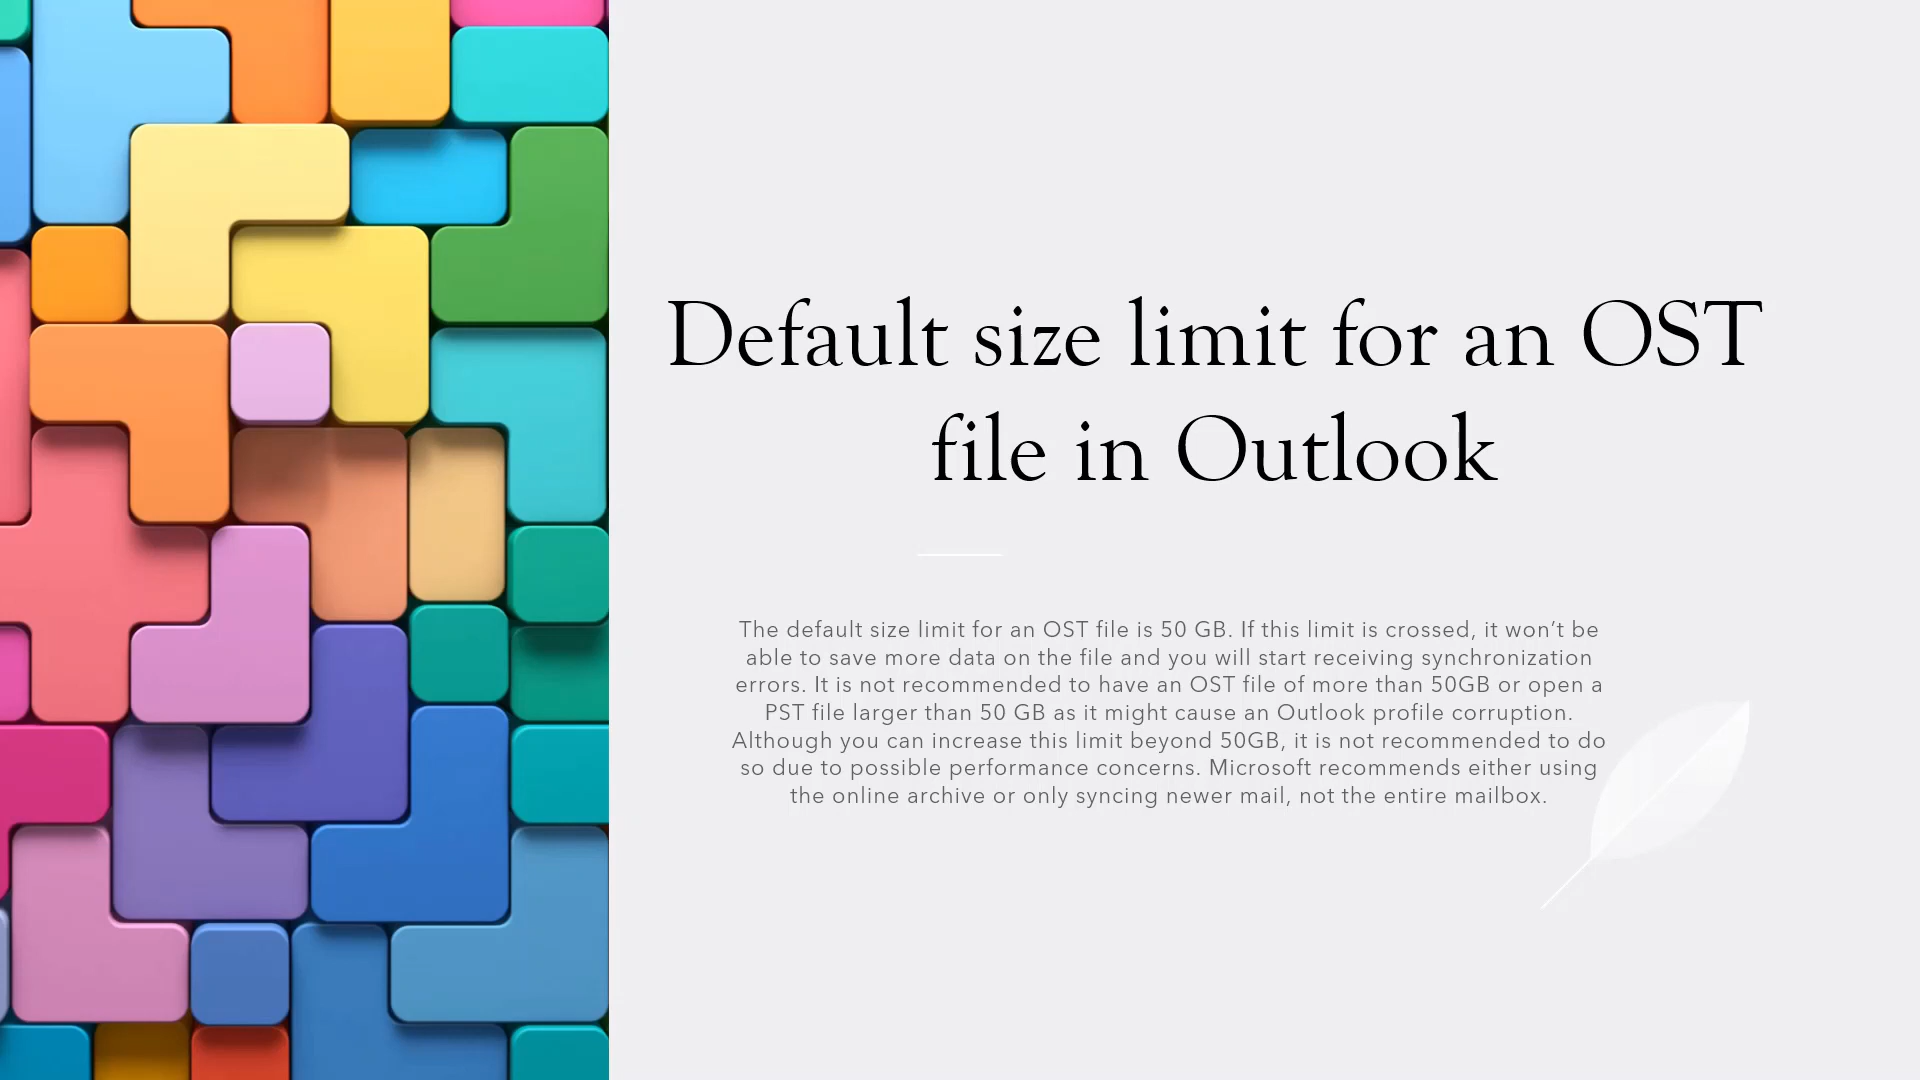 Default size limit for an OST
file in Outlook
The default size limit for an OST file is 50 GB. If this limit is crossed, it won’t be
able to save more data on the file and you will start receiving synchronization
errors. It is not recommended to have an OST file of more than 50GB or open a
PST file larger than 50 GB as it might cause an Outlook profile corruption.
Although you can increase this limit beyond 50GB, it is not recommended to do
so due to possible performance concerns. Microsoft recommends either using
the online archive or only syncing newer mail, not the entire mailbox.